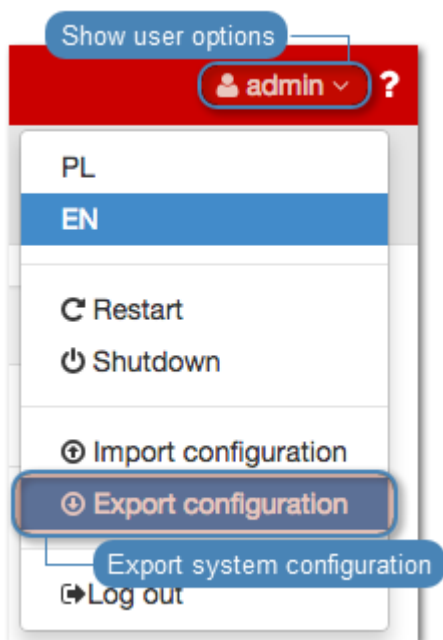 Show user options
admin ?
PL
EN
Restart
Shutdown
Import configuration
Export configuration
Export system configuration
Log out